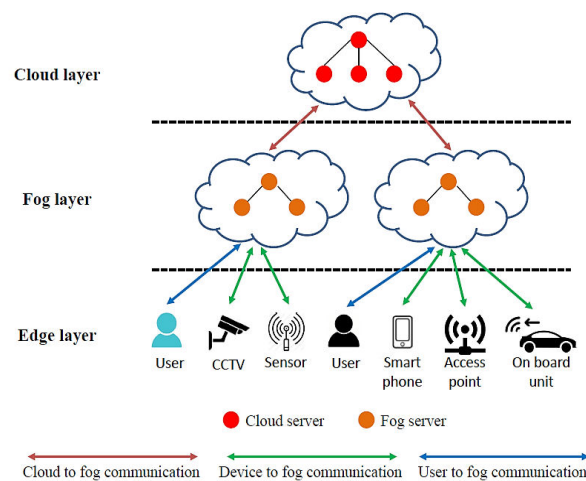 Cloud layer
Fog layer
Edge layer
User
CCTV
Sensor
User
Smart
phone
Access
point
On board
unit
Cloud server
Fog server
Cloud to fog communication
Device to fog communication
User to fog communication